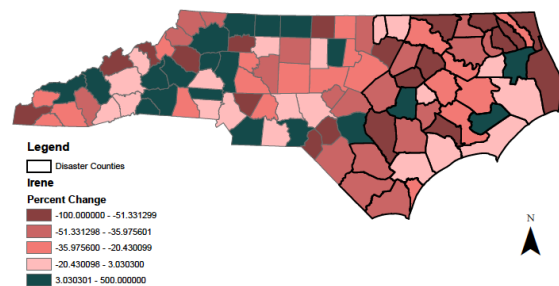 Legend
Disaster Counties
Irene
Percent Change
-100.000000 - -51.331299
-51.331298 - -35.975601
-35.975600 - -20.430099
-20.430098 - 3.030300
3.030301 - 500.000000
N